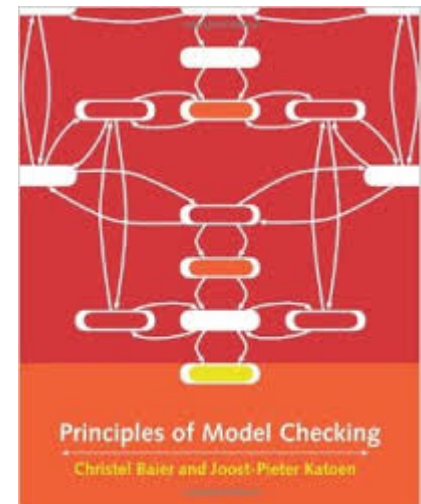 Principles of Model Checking
Christel Baier and Joost-Pieter Katoen